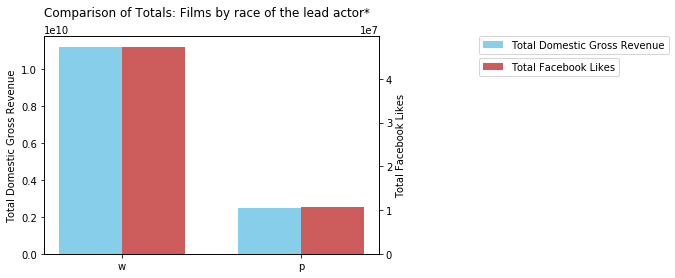 Comparison of Totals: Films by race of the lead actor*
1e10
1e7
Total Domestic Gross Revenue
Total Facebook Likes
1.0
0.8
0.6
0.4
0.2
0.0
Total Domestic Gross Revenue
4
3
2
1
0
Total Facebook Likes
w
p